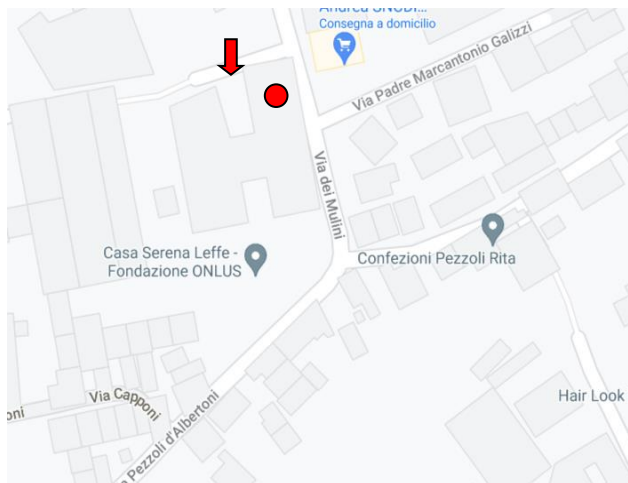 Consegna a domicilio
Via Padre Marcantonio Galizzi
Via dei Mulini
Casa Serena Leffe -
Fondazione ONLUS
Confezioni Pezzoli Rita
Hair Look
Via Capponi
oni
Pezzoli d'Albertoni